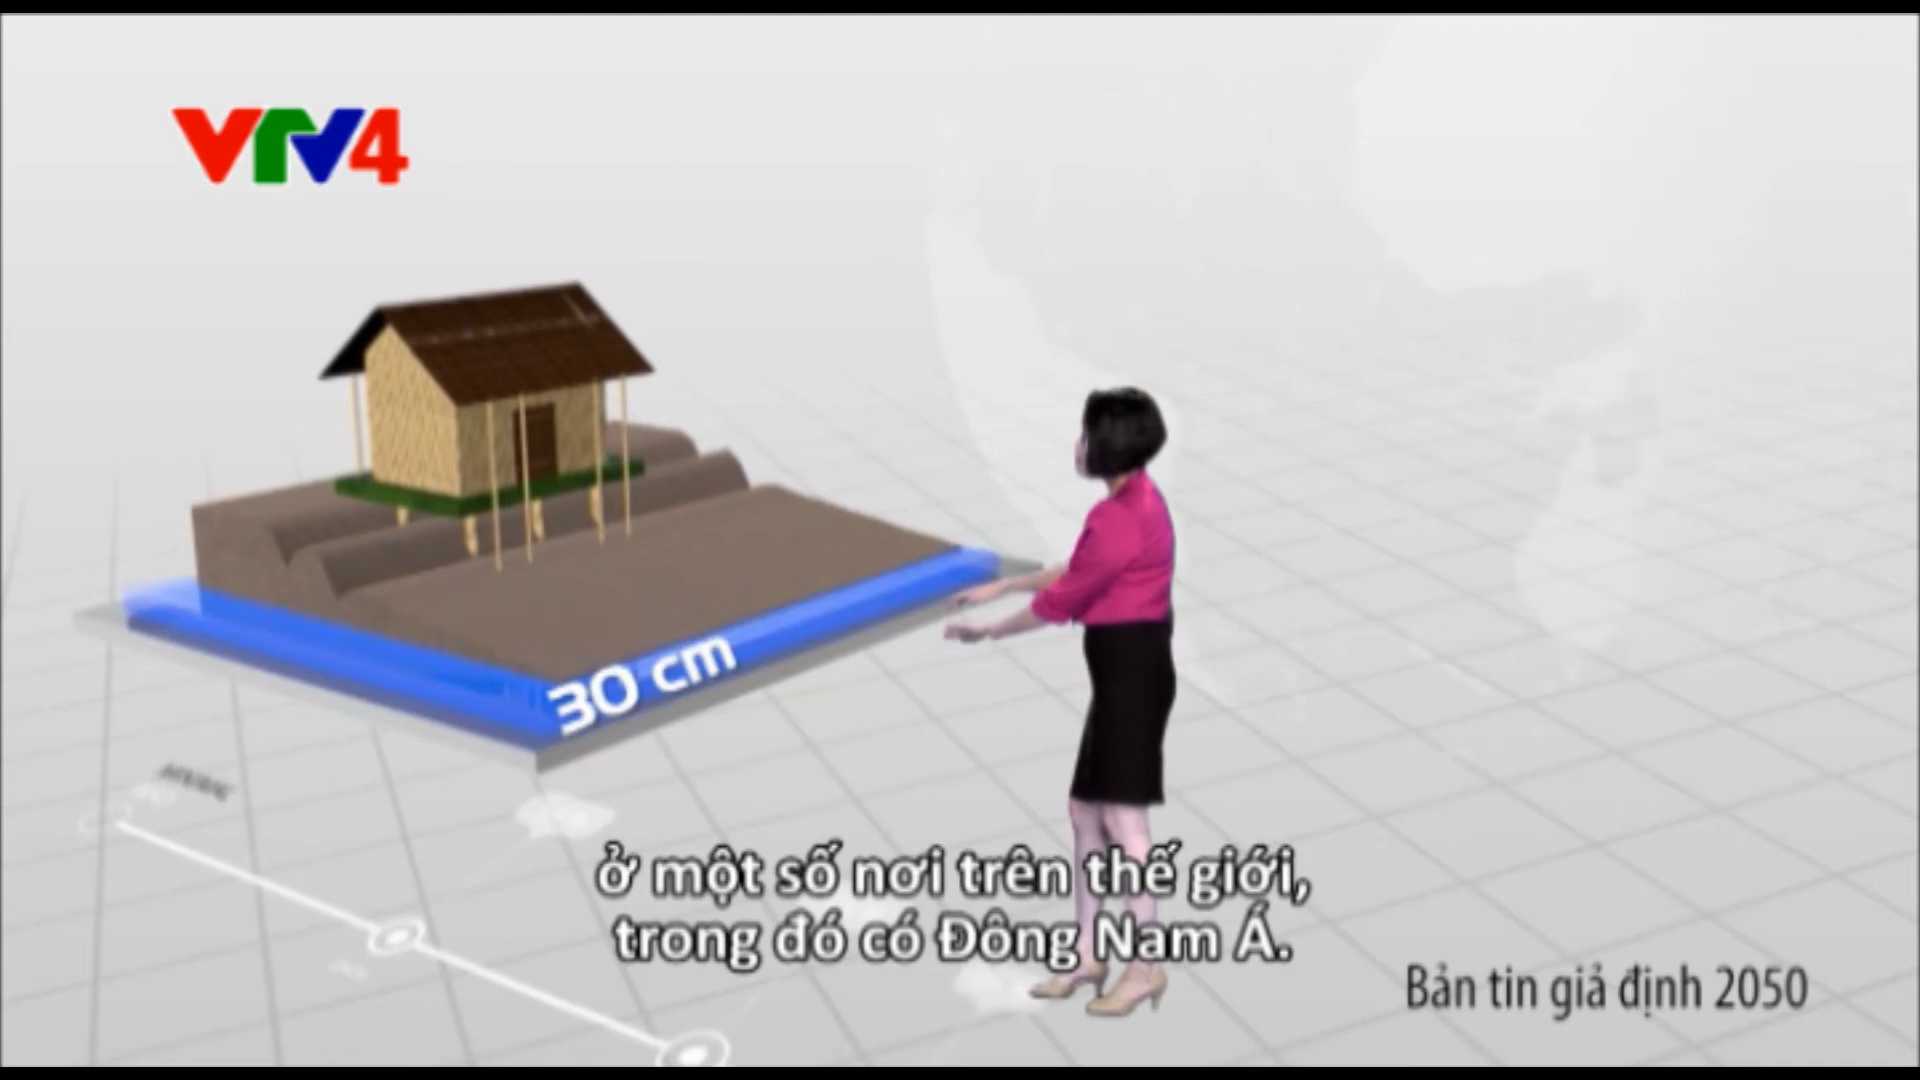 VTV4
30 cm
ở một số nơi trên thế giới,
trong đó có Đông Nam Á.
Bản tin giả định 2050